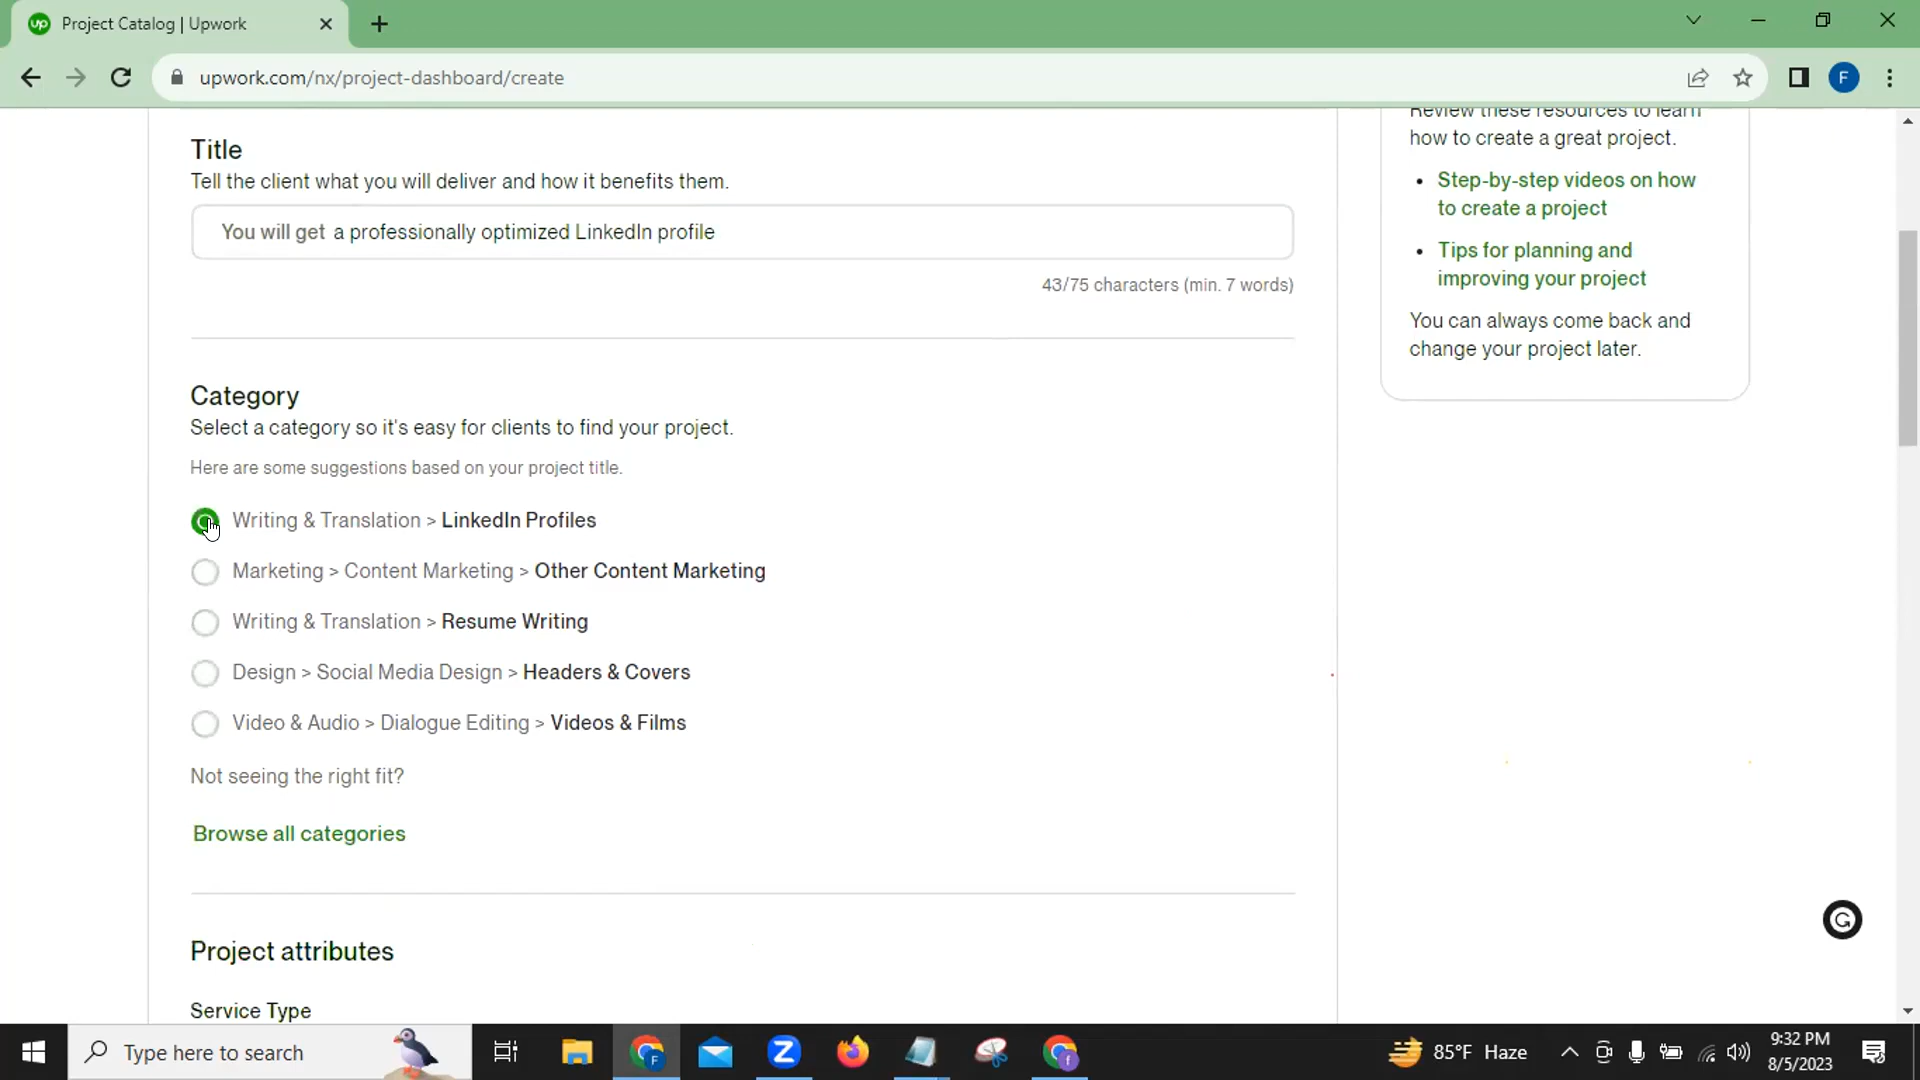 up Project Catalog | Upwork
upwork.com/nx/project-dashboard/create
F
Title
Tell the client what you will deliver and how it benefits them.
You will get a professionally optimized LinkedIn profile
43/75 characters (min. 7 words)
Category
Select a category so it's easy for clients to find your project.
Here are some suggestions based on your project title.
Writing & Translation > LinkedIn Profiles
Marketing > Content Marketing > Other Content Marketing
Writing & Translation > Resume Writing
Design > Social Media Design > Headers & Covers
Video & Audio > Dialogue Editing > Videos & Films
Not seeing the right fit?
Browse all categories
Project attributes
Service Type
Review these resources to learn
how to create a great project.
• Step-by-step videos on how
to create a project
• Tips for planning and
improving your project
You can always come back and
change your project later.
G
Type here to search
F
Z
f
85°F Haze
9:32 PM
8/5/2023